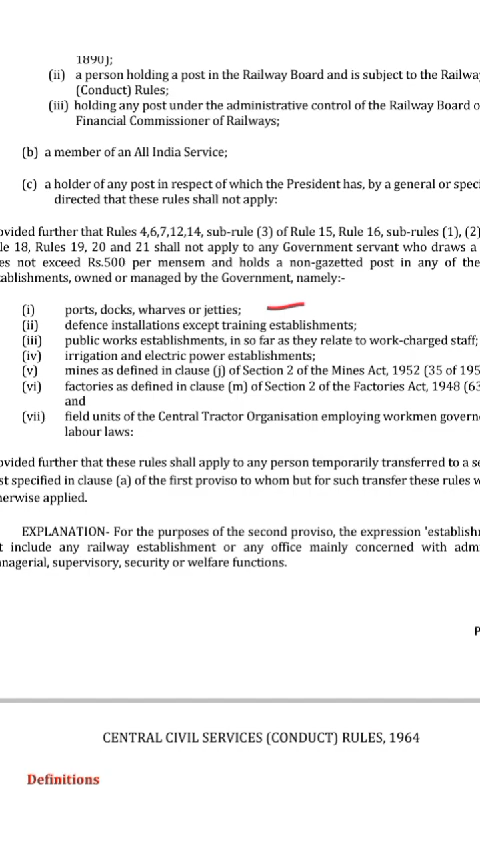 1890);
(ii) a person holding a post in the Railway Board and is subject to the Railwa
(Conduct) Rules;
(iii) holding any post under the administrative control of the Railway Board o
Financial Commissioner of Railways;
(b) a member of an All India Service;
(c) a holder of any post in respect of which the President has, by a general or speci
directed that these rules shall not apply:
ovided further that Rules 4,6,7,12,14, sub-rule (3) of Rule 15, Rule 16, sub-rules (1), (2)
le 18, Rules 19, 20 and 21 shall not apply to any Government servant who draws a
es not exceed Rs.500 per mensem and holds a non-gazetted post in any of the
tablishments, owned or managed by the Government, namely:-
(i) ports, docks, wharves or jetties;
(ii) defence installations except training establishments;
(iii) public works establishments, in so far as they relate to work-charged staff;
(iv) irrigation and electric power establishments;
(v) mines as defined in clause (j) of Section 2 of the Mines Act, 1952 (35 of 195
(vi) factories as defined in clause (m) of Section 2 of the Factories Act, 1948 (63
and
(vii) field units of the Central Tractor Organisation employing workmen govern
labour laws:
ovided further that these rules shall apply to any person temporarily transferred to a se
st specified in clause (a) of the first proviso to whom but for such transfer these rules w
herwise applied.
EXPLANATION- For the purposes of the second proviso, the expression 'establish
t include any railway establishment or any office mainly concerned with adm
nagerial, supervisory, security or welfare functions.
P
CENTRAL CIVIL SERVICES (CONDUCT) RULES, 1964
Definitions